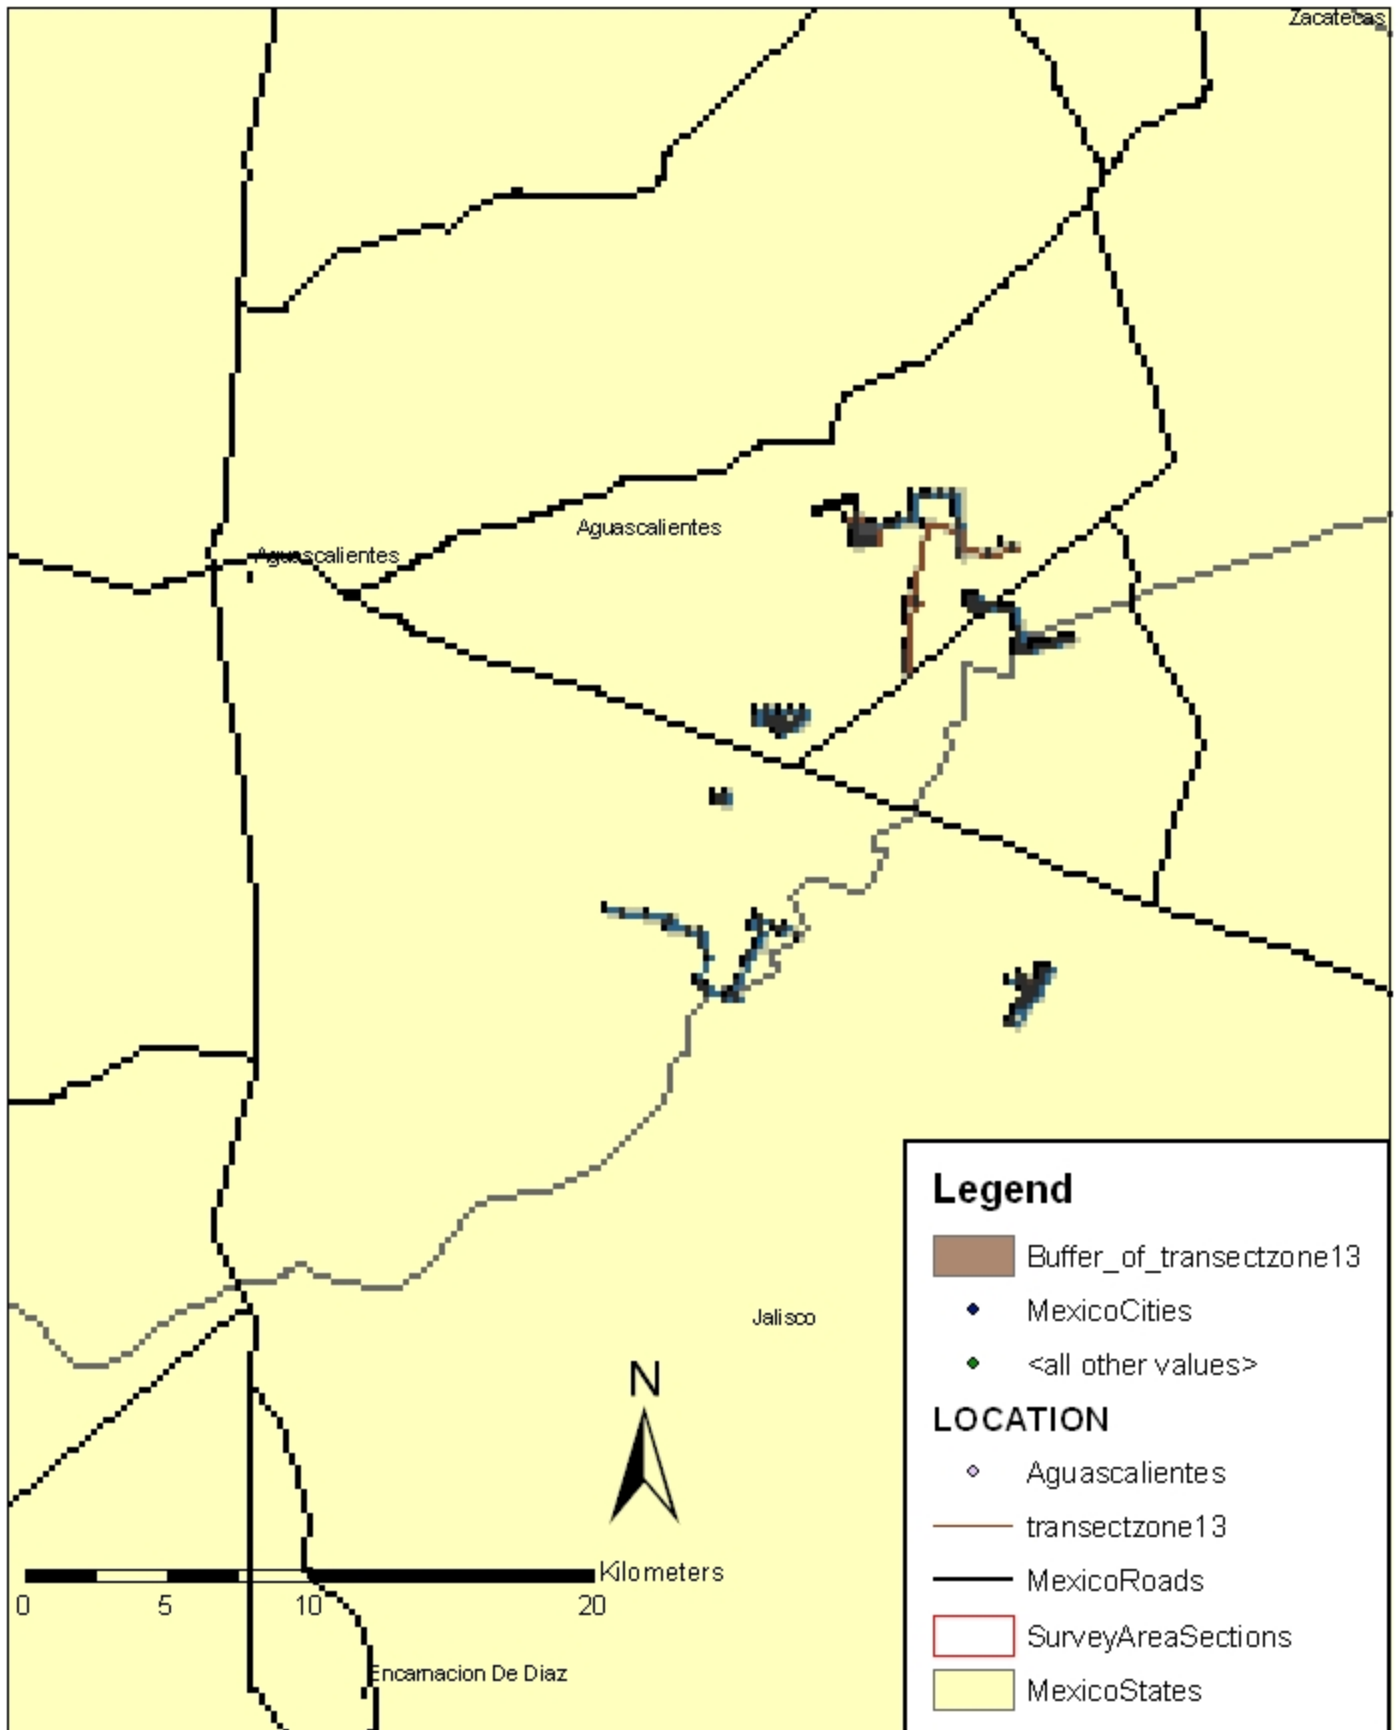 Zacatecas
Aguascalientes
Aguascalientes
Jalisco
N
Kilometers
0 5 10 20
Encarnacion De Diaz
Legend
Buffer_of_transectzone13
MexicoCities
<all other values>
LOCATION
Aguascalientes
transectzone13
MexicoRoads
SurveyAreaSections
MexicoStates